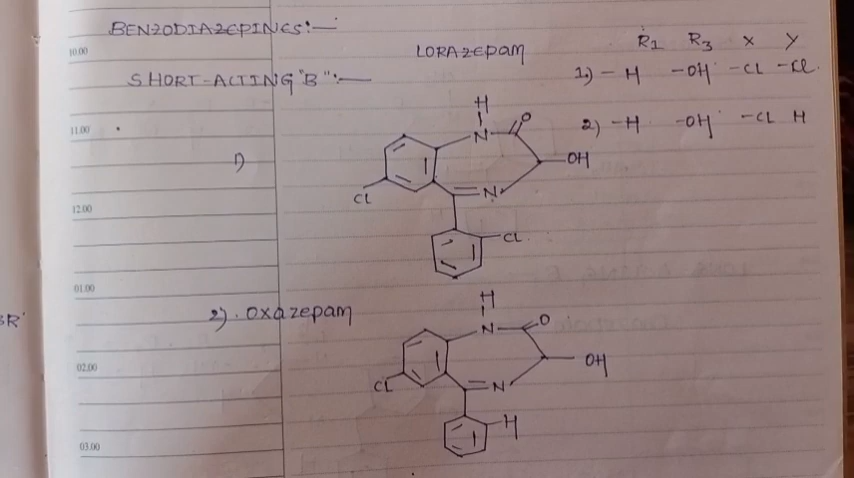 BENZODIAZEPINES:—
10.00
LORAZEPAM
R1 R3 X Y
SHORT-ACTING "B":—
1.) - H -OH -CL -CL.
2) -H -OH -CL H
11.00
1)
H
N
O
OH
CL
N
12.00
CL
01.00
BR
2). OXAZEPAM
H
N
O
02.00
OH
CL
N
H
03.00